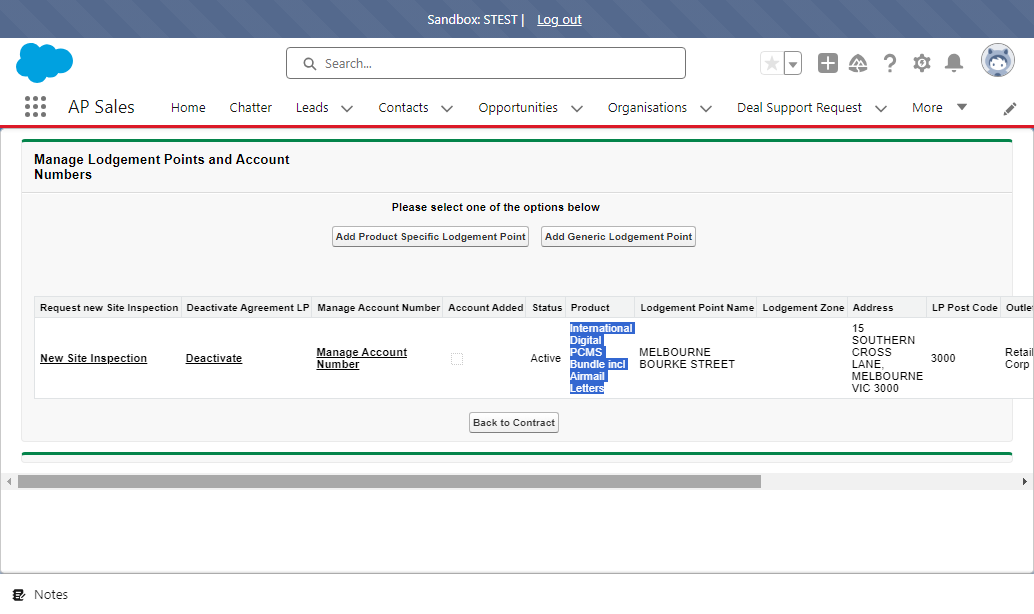 Sandbox: STEST | Log out
Search...
AP Sales Home Chatter Leads Contacts Opportunities Organisations Deal Support Request More
Manage Lodgement Points and Account
Numbers
Please select one of the options below
Add Product Specific Lodgement Point Add Generic Lodgement Point
Request new Site Inspection Deactivate Agreement LP Manage Account Number Account Added Status Product Lodgement Point Name Lodgement Zone Address LP Post Code Outle
New Site Inspection
Deactivate
Manage Account
Number
Active
International
Digital
PCMS
Bundle incl
Airmail
Letters
MELBOURNE
BOURKE STREET
15
SOUTHERN
CROSS
LANE,
MELBOURNE
VIC 3000
3000
Retail
Corp
Back to Contract
Notes